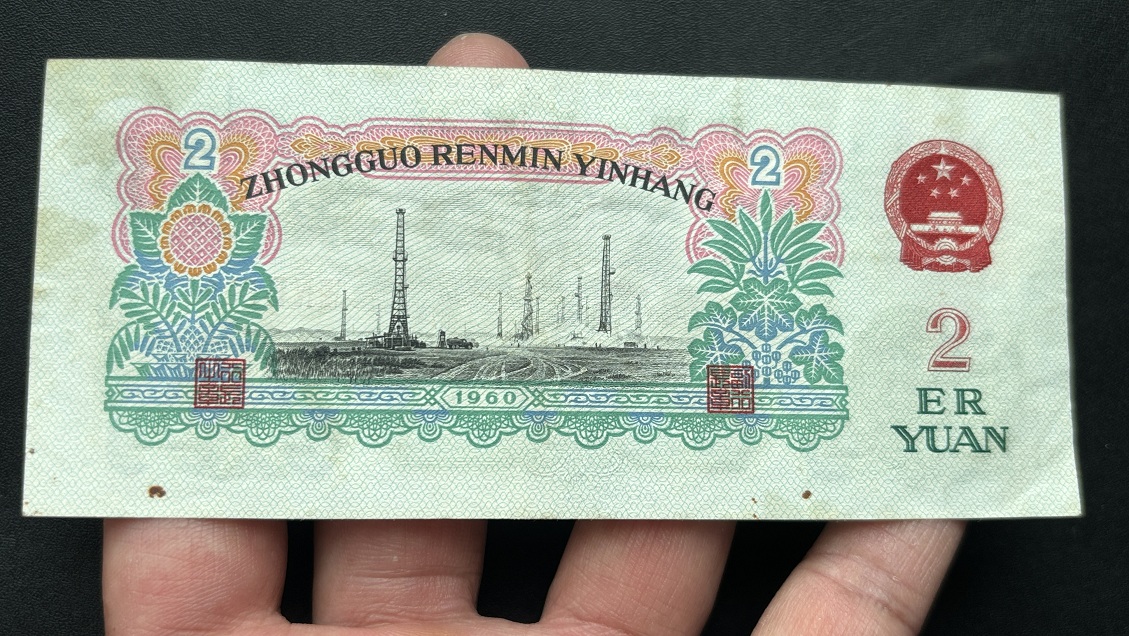 2
2
ZHONGGUO RENMIN YINHANG
2
ER
YUAN
1960